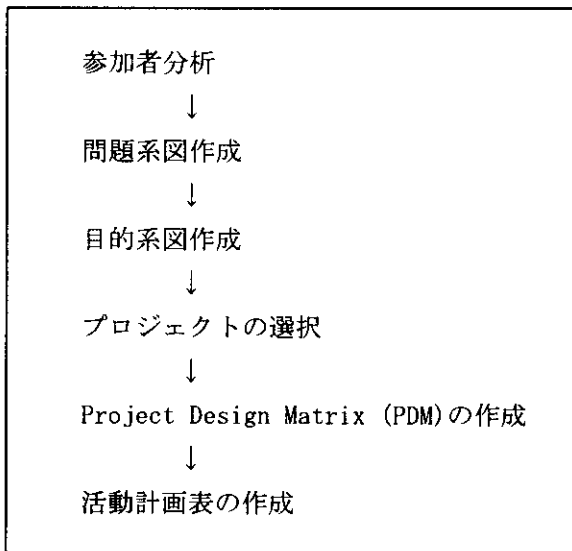 参加者分析
↓
問題系図作成
↓
目的系図作成
↓
プロジェクトの選択
↓
Project Design Matrix (PDM)の作成
↓
活動計画表の作成